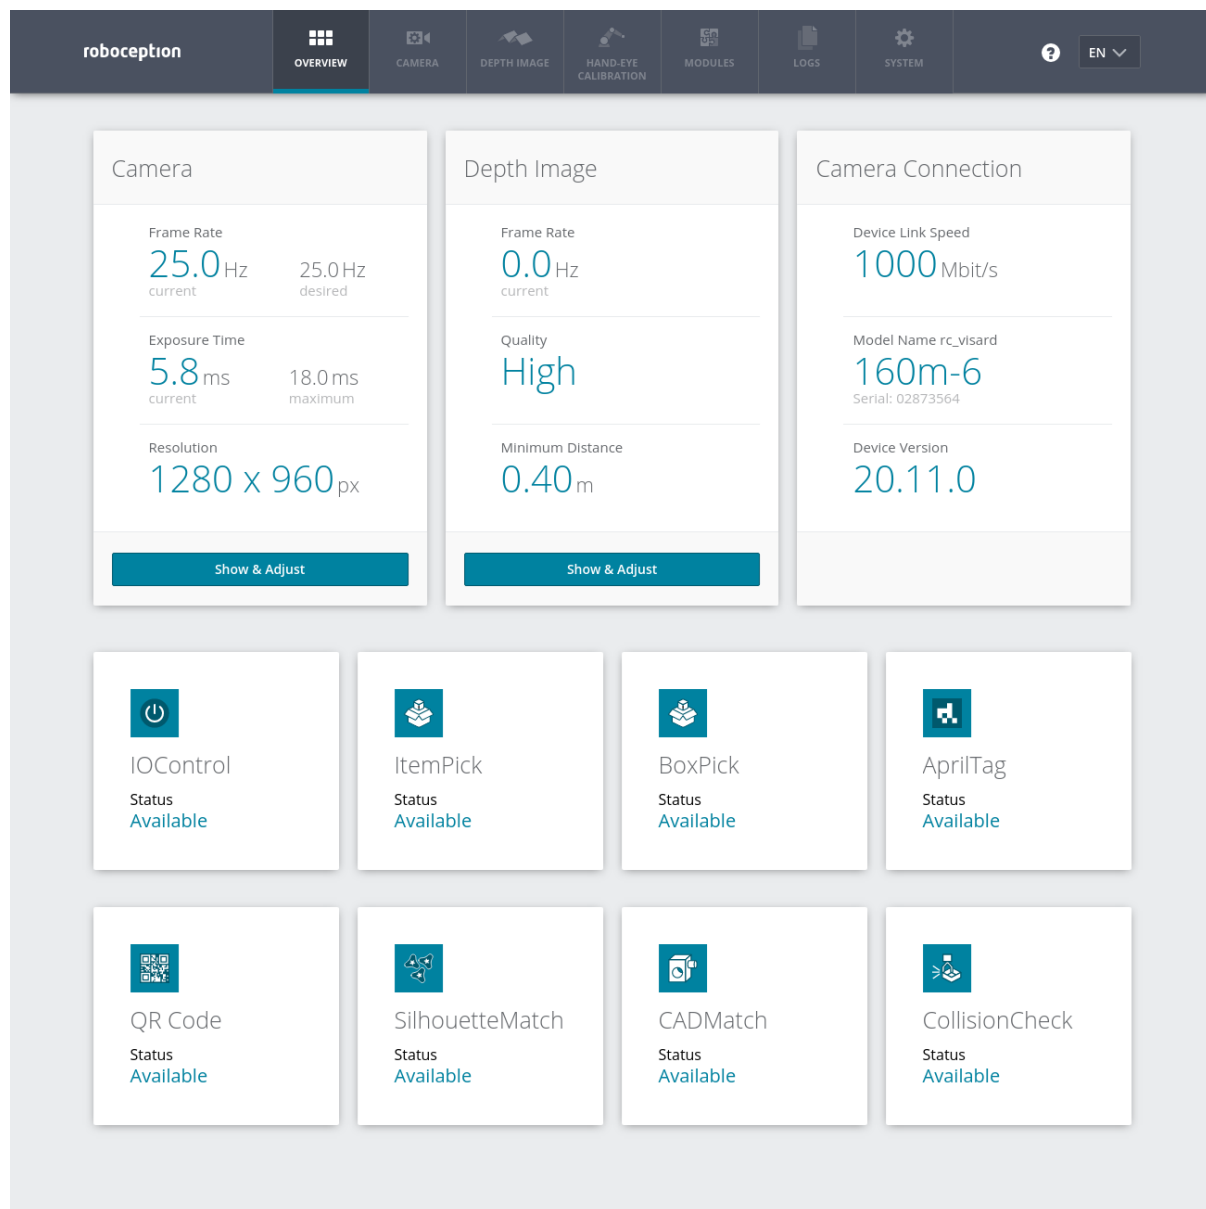 roboception
OVERVIEW
CAMERA
DEPTH IMAGE
HAND-EYE
CALIBRATION
MODULES
LOGS
SYSTEM
?
EN
Camera
Frame Rate
25.0 Hz
25.0 Hz
current
desired
Exposure Time
5.8 ms
18.0 ms
current
maximum
Resolution
1280 x 960 px
Show & Adjust
Depth Image
Frame Rate
0.0 Hz
current
Quality
High
Minimum Distance
0.40 m
Show & Adjust
Camera Connection
Device Link Speed
1000 Mbit/s
Model Name rc_visard
160m-6
Serial: 02873564
Device Version
20.11.0
IOControl
Status
Available
ItemPick
Status
Available
BoxPick
Status
Available
AprilTag
Status
Available
QR Code
Status
Available
SilhouetteMatch
Status
Available
CADMatch
Status
Available
CollisionCheck
Status
Available